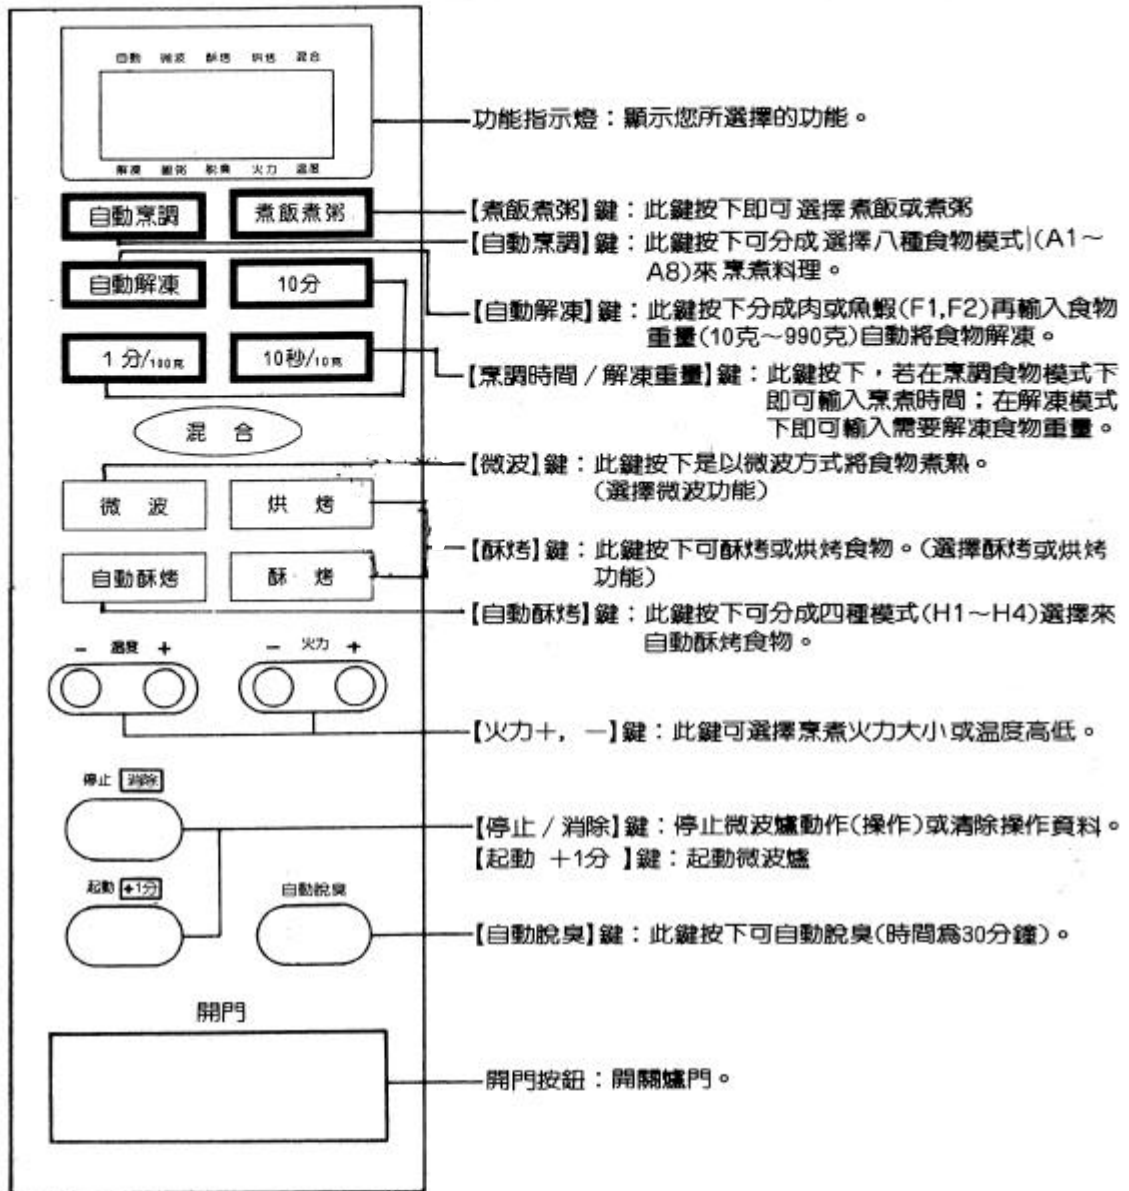 自動 微波 酥烤 烘烤 混合
解凍 飯粥 脫臭 火力 溫度
功能指示燈：顯示您所選擇的功能。
自動烹調 煮飯煮粥
【煮飯煮粥】鍵：此鍵按下即可選擇煮飯或煮粥
【自動烹調】鍵：此鍵按下可分成選擇八種食物模式(A1～
A8)來烹煮料理。
自動解凍 10分
【自動解凍】鍵：此鍵按下分成肉或魚蝦(F1,F2)再輸入食物
重量(10克～990克)自動將食物解凍。
1分/100克 10秒/10克
【烹調時間/解凍重量】鍵：此鍵按下，若在烹調食物模式下
即可輸入烹煮時間；在解凍模式
下即可輸入需要解凍食物重量。
混 合
【微波】鍵：此鍵按下是以微波方式將食物煮熟。
(選擇微波功能)
微 波 烘 烤
【酥烤】鍵：此鍵按下可酥烤或烘烤食物。(選擇酥烤或烘烤
功能)
自動酥烤 酥 烤
【自動酥烤】鍵：此鍵按下可分成四種模式(H1～H4)選擇來
自動酥烤食物。
－ 溫度 ＋ － 火力 ＋
【火力＋，－】鍵：此鍵可選擇烹煮火力大小或溫度高低。
停止 消除
【停止/消除】鍵：停止微波爐動作(操作)或清除操作資料。
【起動 +1分 】鍵：起動微波爐
起動 +1分 自動脫臭
【自動脫臭】鍵：此鍵按下可自動脫臭(時間為30分鐘)。
開門
開門按鈕：開關爐門。